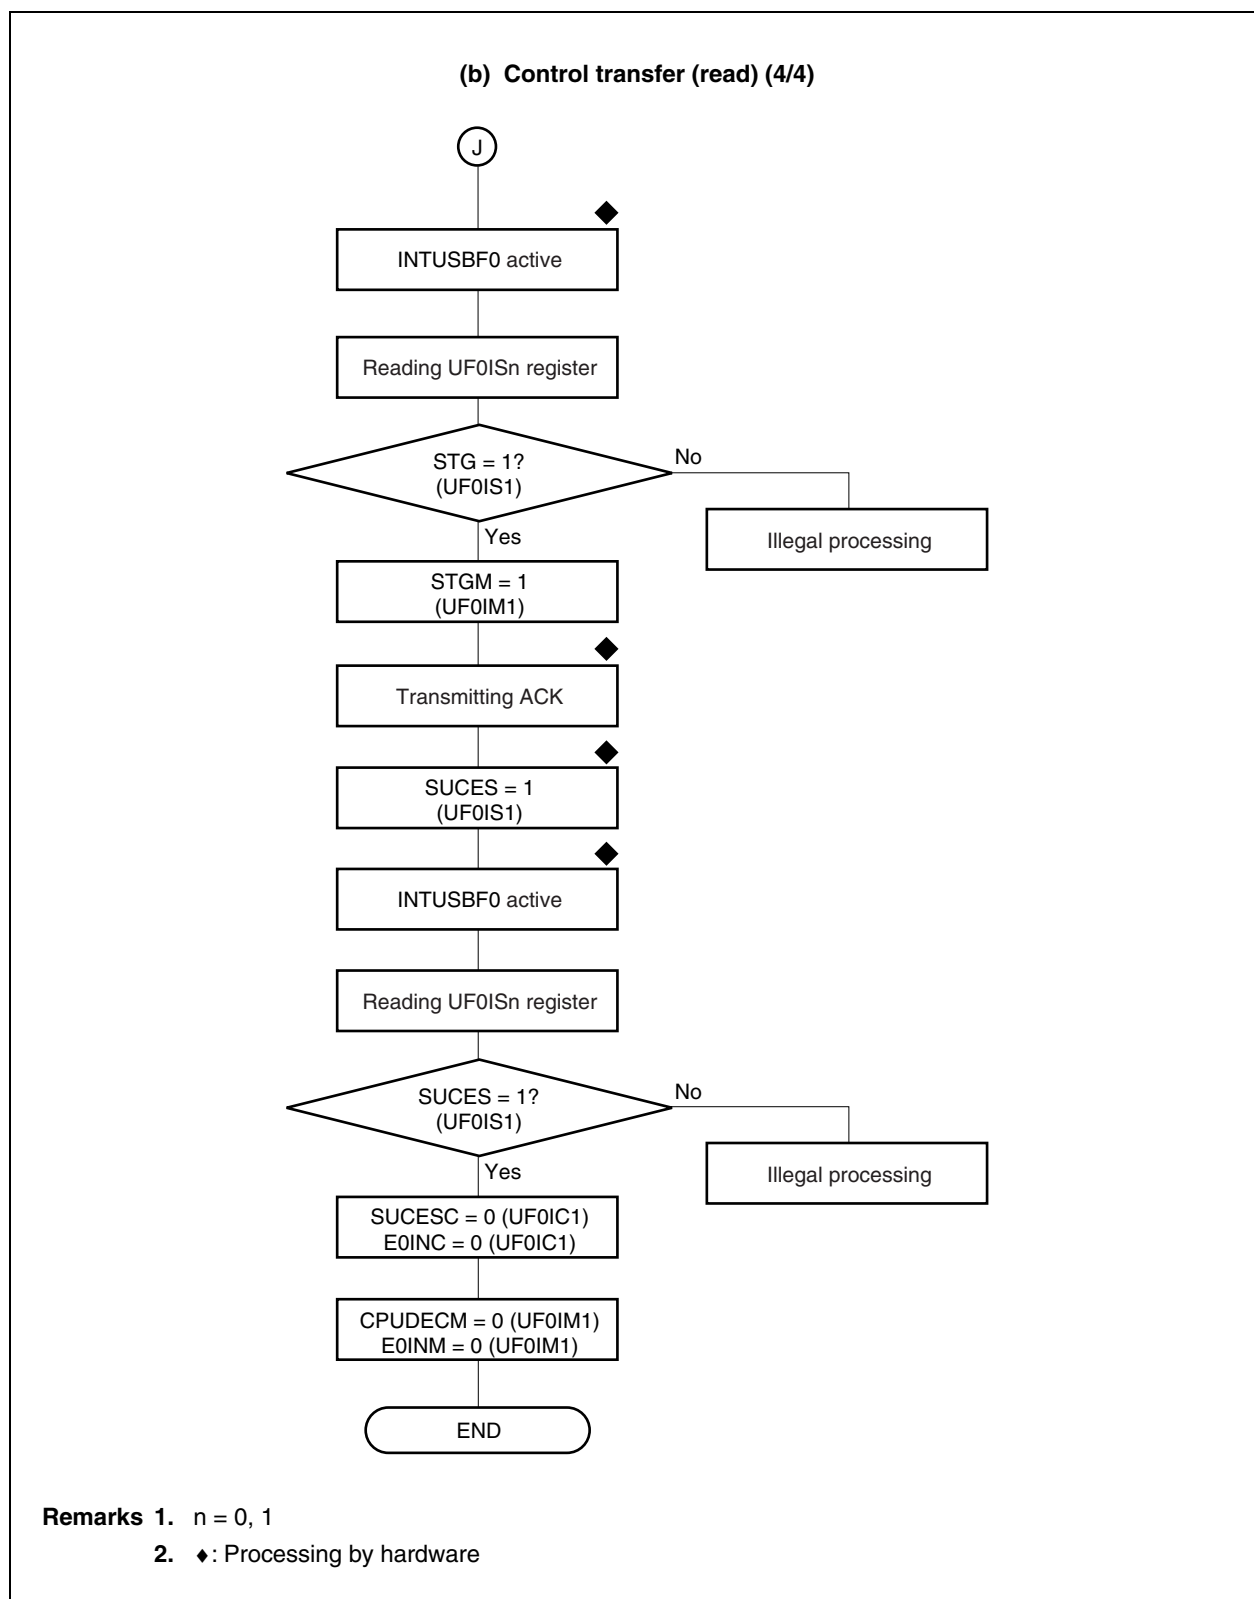 (b) Control transfer (read) (4/4)
J
◆
INTUSBF0 active
Reading UF0ISn register
STG = 1?
(UF0IS1)
No
Illegal processing
Yes
STGM = 1
(UF0IM1)
◆
Transmitting ACK
◆
SUCES = 1
(UF0IS1)
◆
INTUSBF0 active
Reading UF0ISn register
SUCES = 1?
(UF0IS1)
No
Illegal processing
Yes
SUCESC = 0 (UF0IC1)
E0INC = 0 (UF0IC1)
CPUDECM = 0 (UF0IM1)
E0INM = 0 (UF0IM1)
END
Remarks 1. n = 0, 1
2. ♦: Processing by hardware